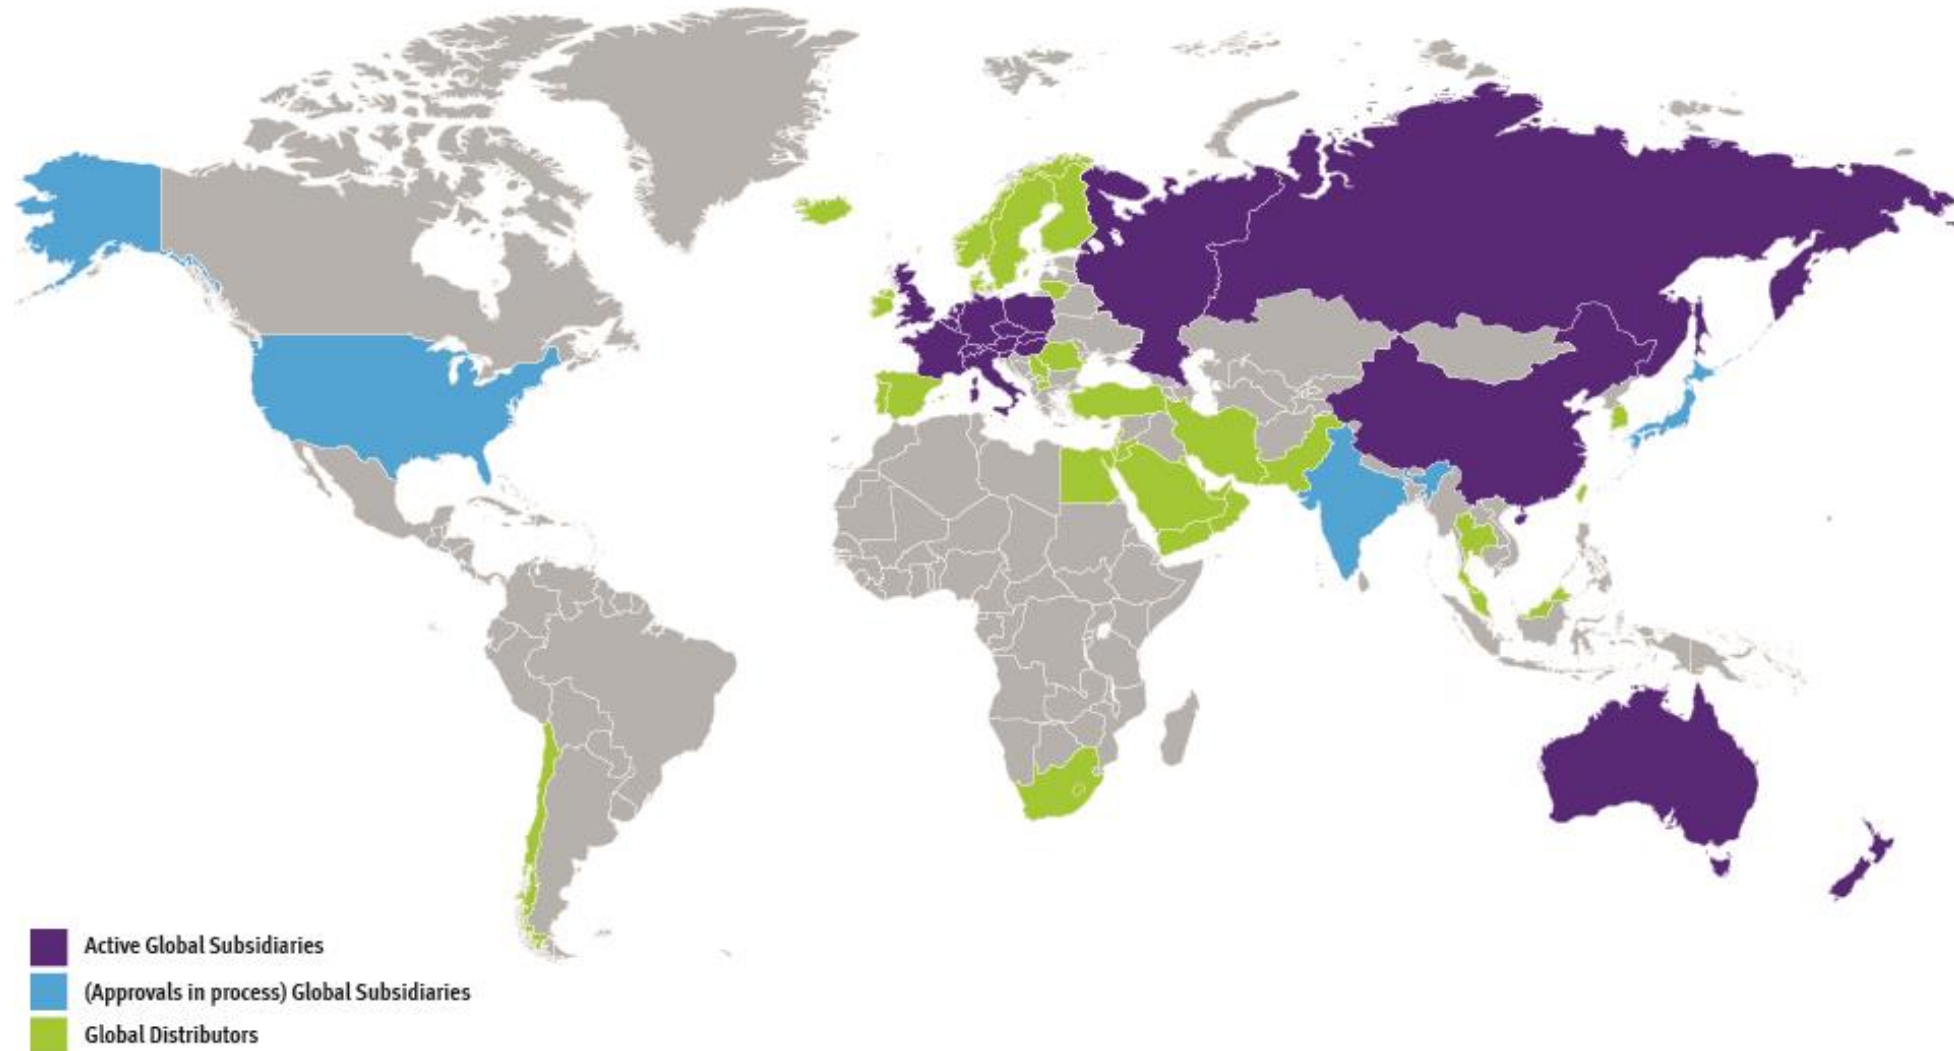 Active Global Subsidiaries
(Approvals in process) Global Subsidiaries
Global Distributors